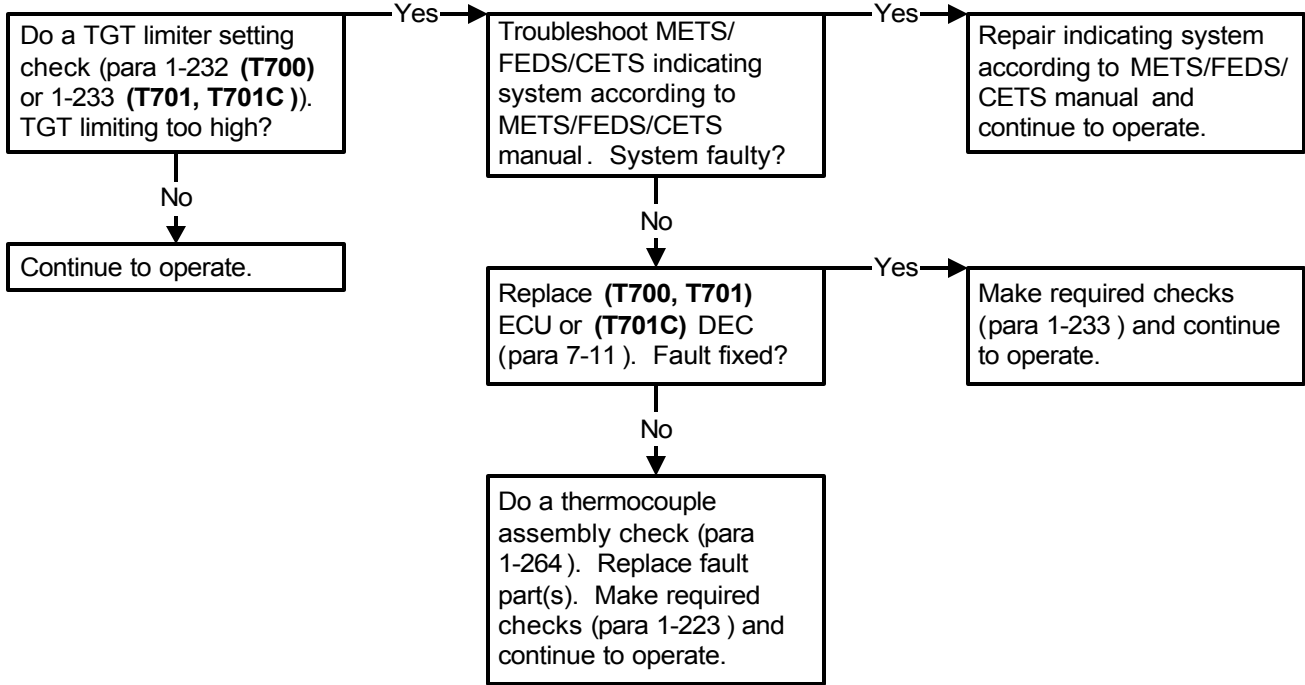 Yes
Yes
Do a TGT limiter setting
check (para 1-232 (T700)
or 1-233 (T701, T701C )).
TGT limiting too high?
Troubleshoot METS/
FEDS/CETS indicating
system according to
METS/FEDS/CETS
manual. System faulty?
Repair indicating system
according to METS/FEDS/
CETS manual and
continue to operate.
No
No
Continue to operate.
Yes
Replace (T700, T701)
ECU or (T701C) DEC
(para 7-11 ). Fault fixed?
Make required checks
(para 1-233 ) and continue
to operate.
No
Do a thermocouple
assembly check (para
1-264 ). Replace fault
part(s). Make required
checks (para 1-223 ) and
continue to operate.